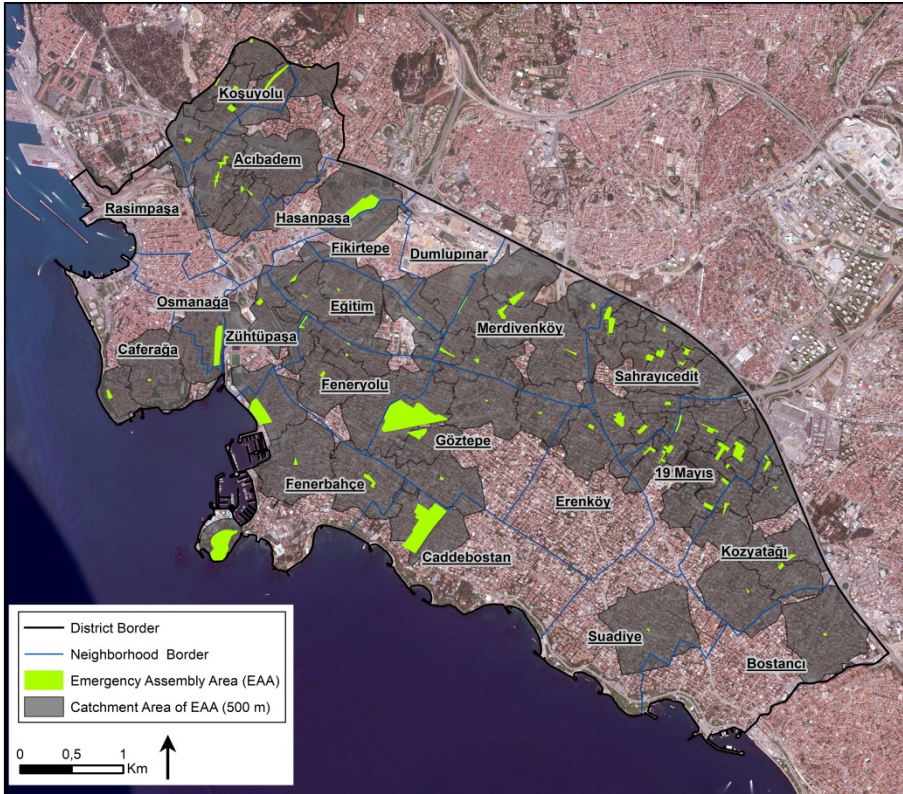 Koşuyolu
Acıbadem
Rasimpaşa
Hasanpaşa
Fikirtepe
Dumlupınar
Osmanağa
Eğitim
Zühtüpaşa
Merdivenköy
Caferağa
Sahrayıcedit
Feneryolu
Göztepe
19 Mayıs
Fenerbahçe
Erenköy
Caddebostan
Kozyatağı
Suadiye
Bostancı
District Border
Neighborhood Border
Emergency Assembly Area (EAA)
Catchment Area of EAA (500 m)
0 0,5 1
Km